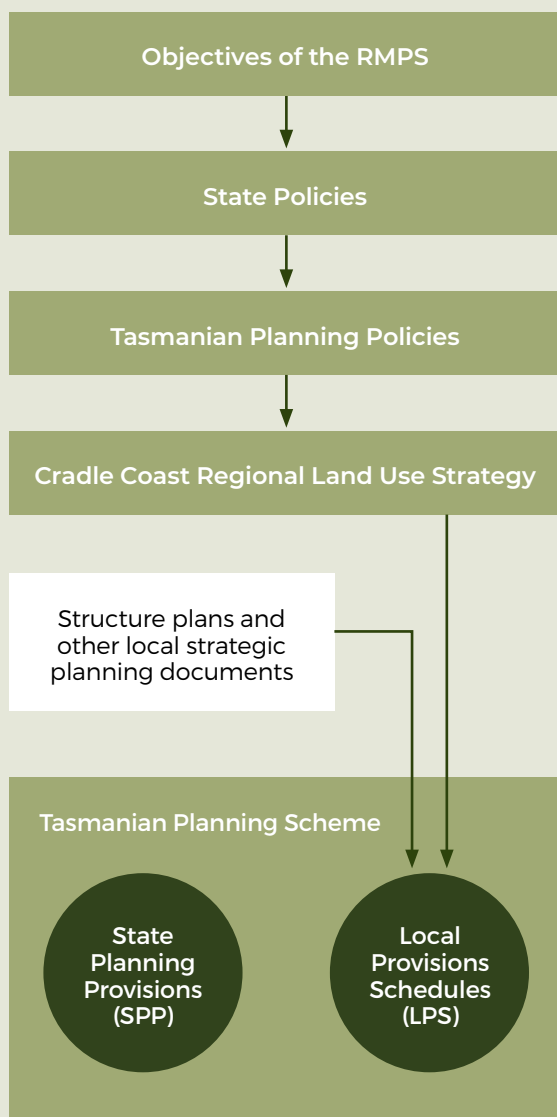 Objectives of the RMPS
State Policies
Tasmanian Planning Policies
Cradle Coast Regional Land Use Strategy
Structure plans and
other local strategic
planning documents
Tasmanian Planning Scheme
State
Planning
Provisions
(SPP)
Local
Provisions
Schedules
(LPS)